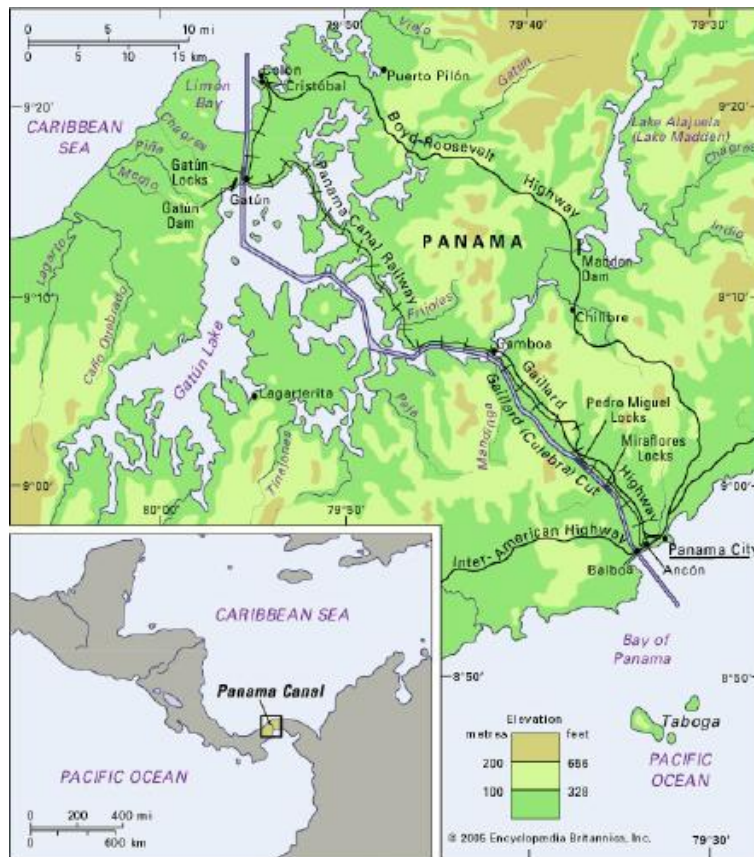 0 5 10 mi
0 5 10 15 km
79°50'
79°40'
79°30'
9°20'
CARIBBEAN
SEA
Limón
Bay
Colón
Cristóbal
Puerto Pilón
Viejo
Gatún
9°20'
Lake Alajuela
(Lake Madden)
Chagres
Chagres
Piña
Medio
Gatún
Locks
Gatún
Dam
Gatún
Boyd-Roosevelt
Highway
Panama Canal Railway
PANAMA
Indio
Madden
Dam
Lagarto
Caño Quebrado
9°10'
9°10'
Chilibre
Frijoles
Gamboa
Gatún Lake
Lagarterita
Gaillard
Highway
Pedro Miguel
Locks
Miraflores
Locks
Gaillard (Culebra) Cut
Mandinga
Tinajones
9°00'
9°00'
80°00'
79°50'
Inter-American Highway
Panama City
Balboa
Ancón
Bay of
Panama
8°50'
8°50'
CARIBBEAN SEA
Panama Canal
PACIFIC OCEAN
0 200 400 mi
0 600 km
Elevation
metres feet
200 656
100 328
Taboga
PACIFIC
OCEAN
© 2005 Encyclopædia Britannica, Inc.
79°30'